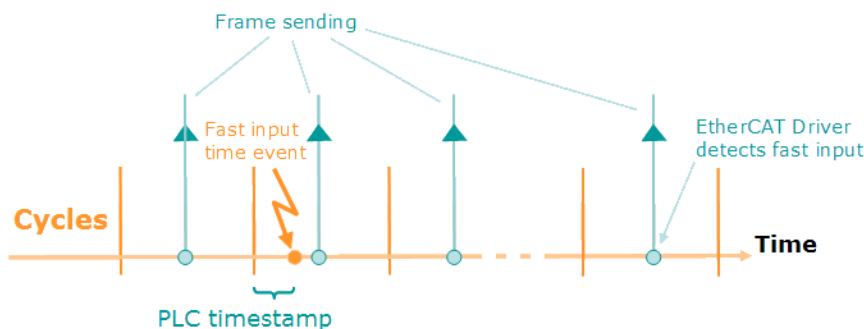 Frame sending
Fast input
time event
EtherCAT Driver
detects fast input
Cycles
Time
PLC timestamp